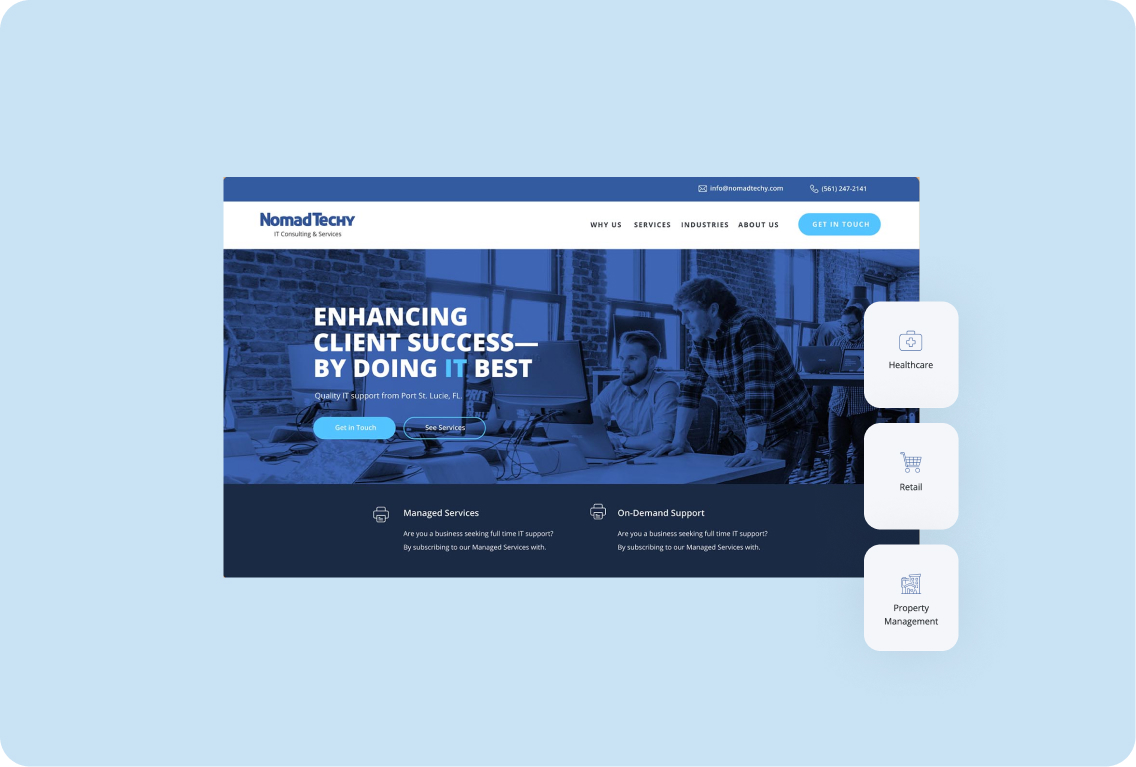 info@nomadtechy.com (561) 247-2141
NomadTechy
IT Consulting & Services
WHY US SERVICES INDUSTRIES ABOUT US GET IN TOUCH
ENHANCING
CLIENT SUCCESS—
BY DOING IT BEST
Quality IT support from Port St. Lucie, FL.
Get in Touch See Services
Managed Services
Are you a business seeking full time IT support?
By subscribing to our Managed Services with.
On-Demand Support
Are you a business seeking full time IT support?
By subscribing to our Managed Services with.
Healthcare
Retail
Property
Management